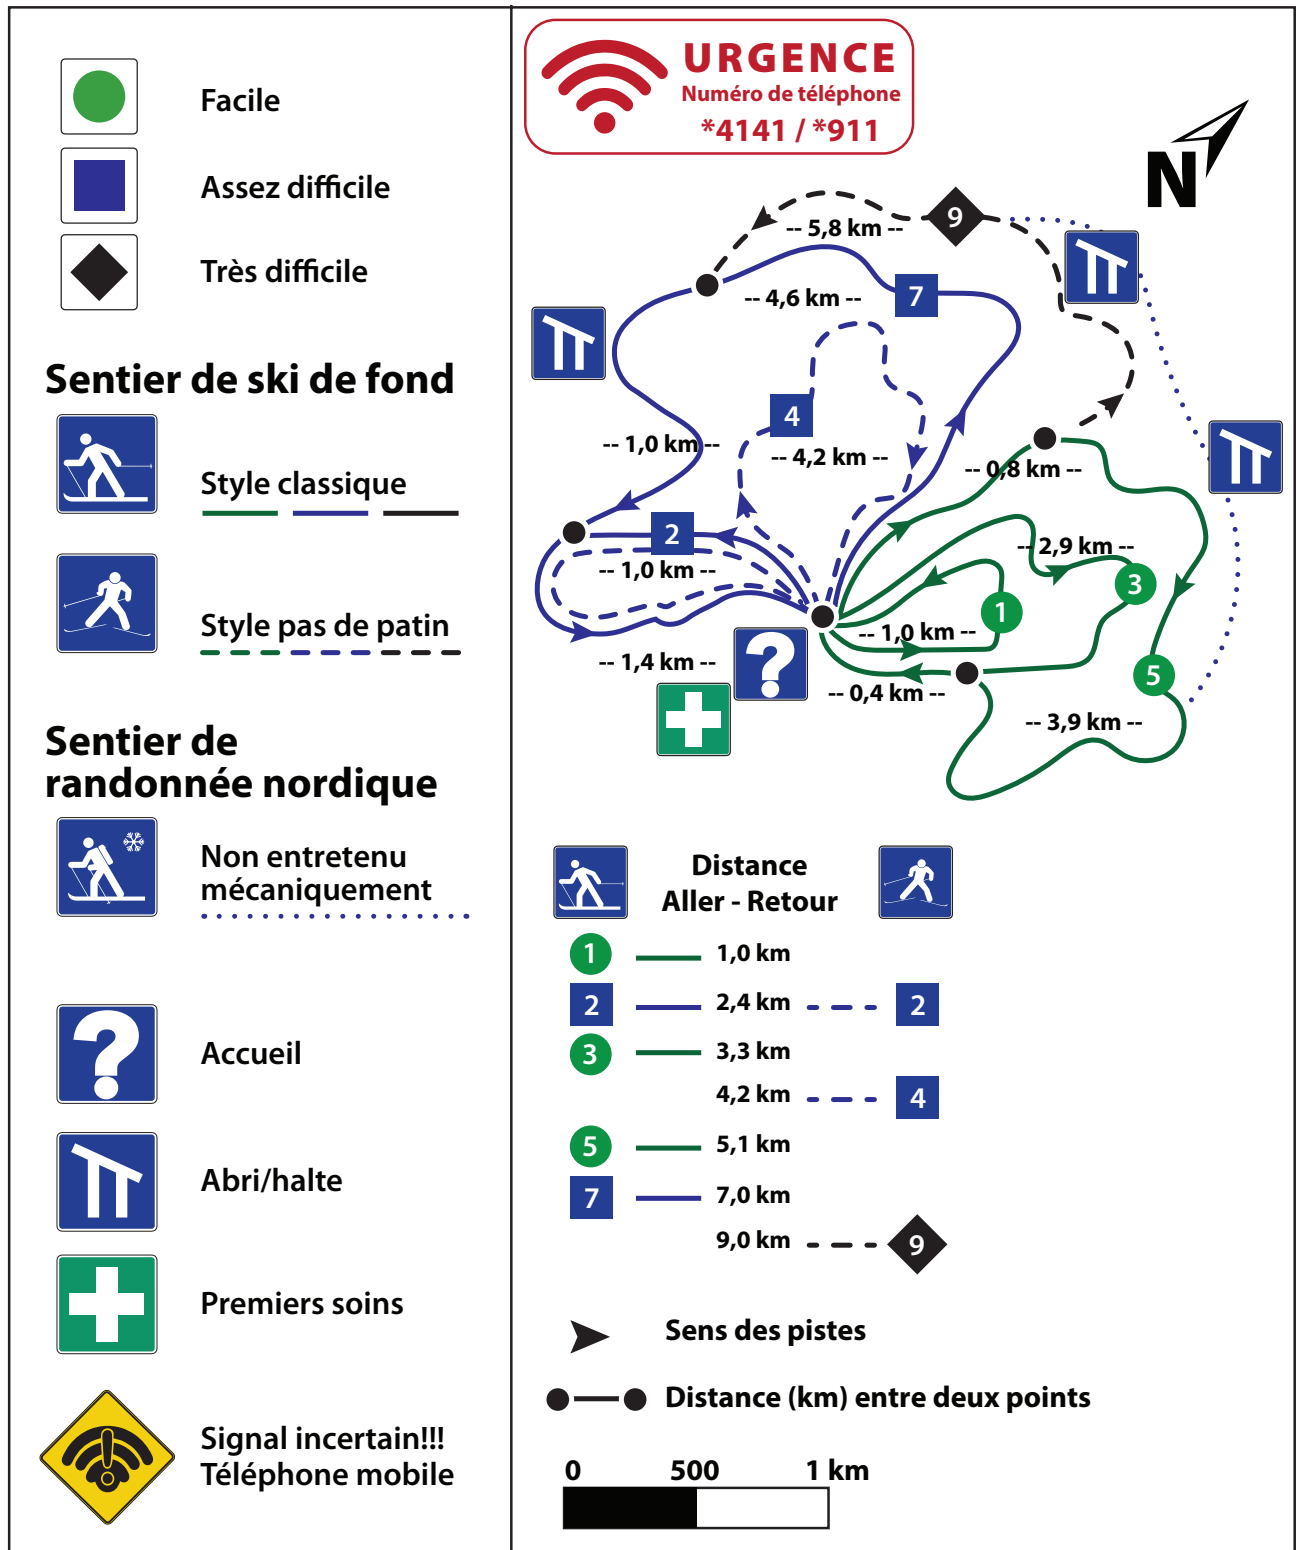 Facile
Assez difficile
Très difficile
Sentier de ski de fond
Style classique
Style pas de patin
Sentier de
randonnée nordique
Non entretenu
mécaniquement
Accueil
Abri/halte
Premiers soins
Signal incertain!!!
Téléphone mobile
URGENCE
Numéro de téléphone
*4141 / *911
N
9
-- 5,8 km --
7
-- 4,6 km --
4
-- 1,0 km --
-- 4,2 km --
-- 0,8 km --
2
-- 2,9 km --
-- 1,0 km --
3
1
-- 1,0 km --
-- 1,4 km --
5
-- 0,4 km --
-- 3,9 km --
Distance
Aller - Retour
1 1,0 km
2 2,4 km 2
3 3,3 km
4,2 km 4
5 5,1 km
7 7,0 km
9,0 km 9
Sens des pistes
Distance (km) entre deux points
0 500 1 km